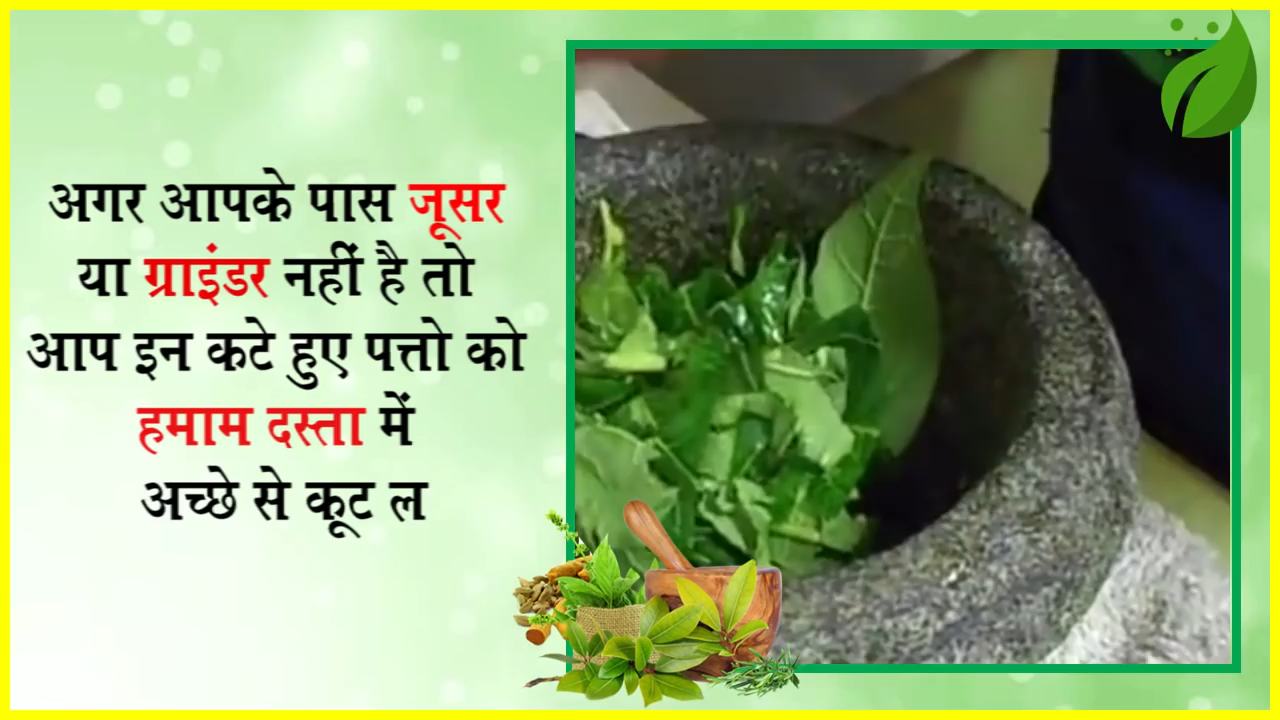 अगर आपके पास जूसर
या ग्राइंडर नहीं है तो
आप इन कटे हुए पत्तो को
हमाम दस्ता में
अच्छे से कूट ल